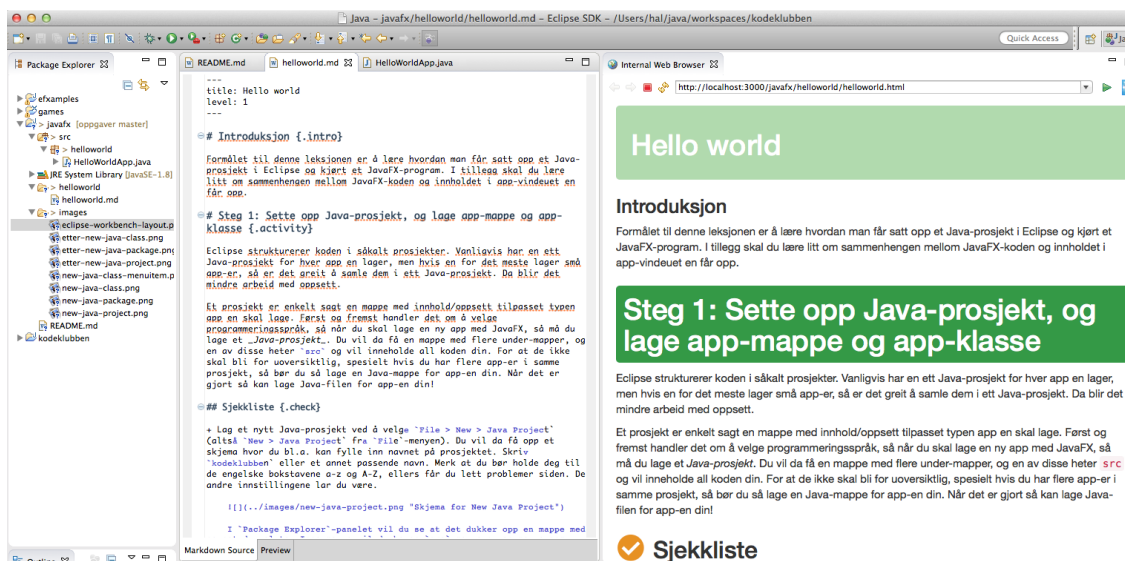 Java – javafx/helloworld/helloworld.md – Eclipse SDK – /Users/hal/java/workspaces/kodeklubben
Quick Access
Package Explorer
efxamples
games
> javafx [oppgaver master]
> src
> helloworld
> HelloWorldApp.java
JRE System Library [JavaSE-1.8]
> helloworld
helloworld.md
> images
eclipse-workbench-layout.p
etter-new-java-class.png
etter-new-java-package.png
etter-new-java-project.png
new-java-class-menuitem.p
new-java-class.png
new-java-package.png
new-java-project.png
README.md
kodeklubben
Outline
README.md
helloworld.md
HelloWorldApp.java
---
title: Hello world
level: 1
---
# Introduksjon {.intro}
Formålet til denne leksjonen er å lære hvordan man får satt opp et Java-
prosjekt i Eclipse og kjørt et JavaFX-program. I tillegg skal du lære
litt om sammenhengen mellom JavaFX-koden og innholdet i app-vinduet en
får opp.
# Steg 1: Sette opp Java-prosjekt, og lage app-mappe og app-
klasse {.activity}
Eclipse strukturerer koden i såkalt prosjekter. Vanligvis har en ett
Java-prosjekt for hver app en lager, men hvis en for det meste lager små
app-er, så er det greit å samle dem i ett Java-prosjekt. Da blir det
mindre arbeid med oppsett.
Et prosjekt er enkelt sagt en mappe med innhold/oppsett tilpasset typen
app en skal lage. Først og fremst handler det om å velge
programmeringsspråk, så når du skal lage en ny app med JavaFX, så må du
lage et _Java-prosjekt_. Du vil da få en mappe med flere under-mapper, og
en av disse heter `src` og vil inneholde all koden din. For at de ikke
skal bli for uoversiktlig, spesielt hvis du har flere app-er i samme
prosjekt, så bør du så lage en Java-mappe for app-en din. Når det er
gjort så kan lage Java-filen for app-en din!
## Sjekkliste {.check}
+ Lag et nytt Java-prosjekt ved å velge `File > New > Java Project`
(altså `New > Java Project` fra `File`-menyen). Du vil da få opp et
skjema hvor du bl.a. kan fylle inn navnet på prosjektet. Skriv
`kodeklubben` eller et annet passende navn. Merk at du bør holde deg til
de engelske bokstavene a-z og A-Z, ellers får du lett problemer siden. De
andre innstillingene lar du være.
![](../images/new-java-project.png "Skjema for New Java Project")
I `Package Explorer`-panelet vil du se at det dukker opp en mappe med
Markdown Source
Preview
Internal Web Browser
http://localhost:3000/javafx/helloworld/helloworld.html
Hello world
Introduksjon
Formålet til denne leksjonen er å lære hvordan man får satt opp et Java-prosjekt i Eclipse og kjørt et
JavaFX-program. I tillegg skal du lære litt om sammenhengen mellom JavaFX-koden og innholdet i
app-vinduet en får opp.
Steg 1: Sette opp Java-prosjekt, og
lage app-mappe og app-klasse
Eclipse strukturerer koden i såkalt prosjekter. Vanligvis har en ett Java-prosjekt for hver app en lager,
men hvis en for det meste lager små app-er, så er det greit å samle dem i ett Java-prosjekt. Da blir det
mindre arbeid med oppsett.
Et prosjekt er enkelt sagt en mappe med innhold/oppsett tilpasset typen app en skal lage. Først og
fremst handler det om å velge programmeringsspråk, så når du skal lage en ny app med JavaFX, så
må du lage et Java-prosjekt. Du vil da få en mappe med flere under-mapper, og en av disse heter src
og vil inneholde all koden din. For at de ikke skal bli for uoversiktlig, spesielt hvis du har flere app-er i
samme prosjekt, så bør du så lage en Java-mappe for app-en din. Når det er gjort så kan lage Java-
filen for app-en din!
Sjekkliste